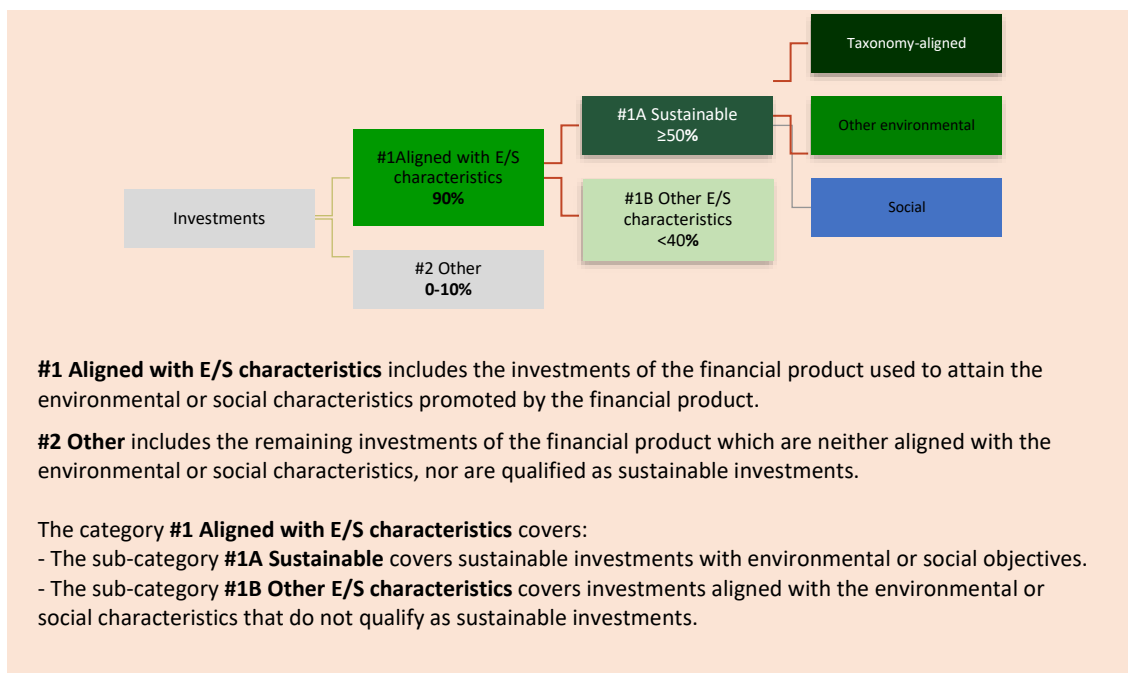 Taxonomy-aligned
#1A Sustainable
≥50%
Other environmental
#1Aligned with E/S
characteristics
90%
#1B Other E/S
characteristics
<40%
Social
Investments
#2 Other
0-10%
#1 Aligned with E/S characteristics includes the investments of the financial product used to attain the
environmental or social characteristics promoted by the financial product.
#2 Other includes the remaining investments of the financial product which are neither aligned with the
environmental or social characteristics, nor are qualified as sustainable investments.
The category #1 Aligned with E/S characteristics covers:
- The sub-category #1A Sustainable covers sustainable investments with environmental or social objectives.
- The sub-category #1B Other E/S characteristics covers investments aligned with the environmental or
social characteristics that do not qualify as sustainable investments.